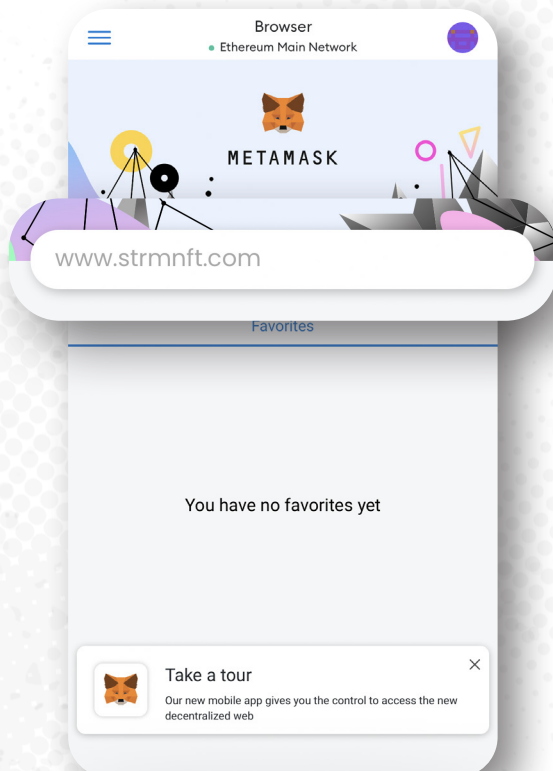 Browser
Ethereum Main Network
METAMASK
www.strmnft.com
Favorites
You have no favorites yet
Take a tour
Our new mobile app gives you the control to access the new
decentralized web